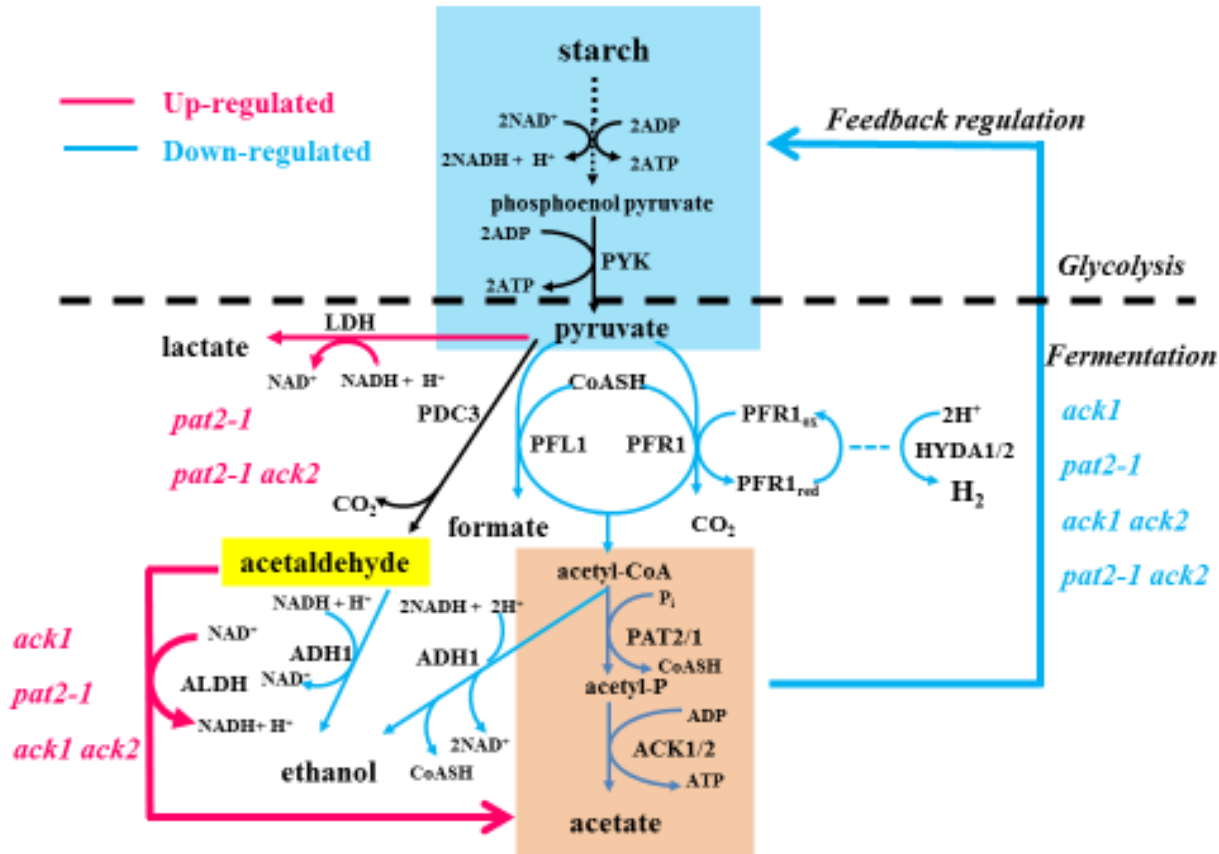 starch
Up-regulated
Down-regulated
2NAD⁺
2ADP
2NADH + H⁺
2ATP
Feedback regulation
phosphoenol pyruvate
2ADP
PYK
2ATP
Glycolysis
LDH
pyruvate
lactate
NAD⁺
NADH + H⁺
Fermentation
CoASH
pat2-1
PDC3
PFL1
PFR1
PFR1ₒₓ
2H⁺
HYDA1/2
ack1
pat2-1
pat2-1 ack2
PFR1red
H₂
ack1 ack2
CO₂
formate
CO₂
pat2-1 ack2
acetaldehyde
acetyl-CoA
NADH + H⁺
2NADH + 2H⁺
Pᵢ
ack1
NAD⁺
ADH1
ADH1
PAT2/1
CoASH
pat2-1
ALDH
NAD⁺
acetyl-P
ack1 ack2
NADH+ H⁺
ADP
2NAD⁺
ACK1/2
ethanol
CoASH
ATP
acetate